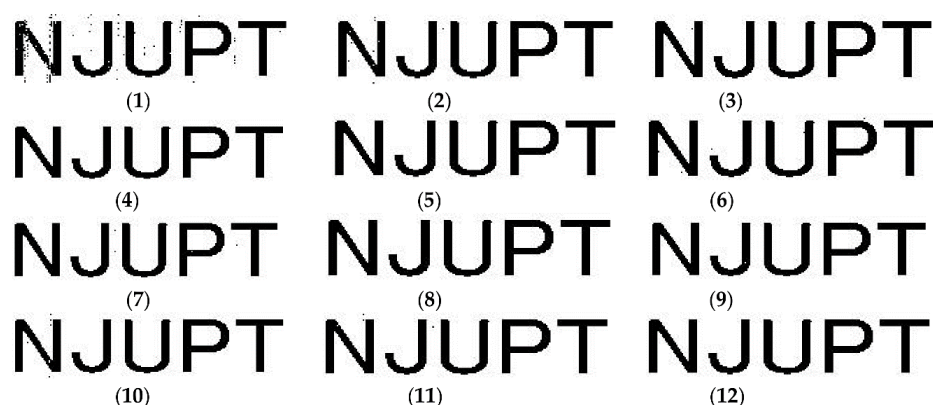 NJUPT NJUPT NJUPT
(1) (2) (3)
NJUPT NJUPT NJUPT
(4) (5) (6)
NJUPT NJUPT NJUPT
(7) (8) (9)
NJUPT NJUPT NJUPT
(10) (11) (12)